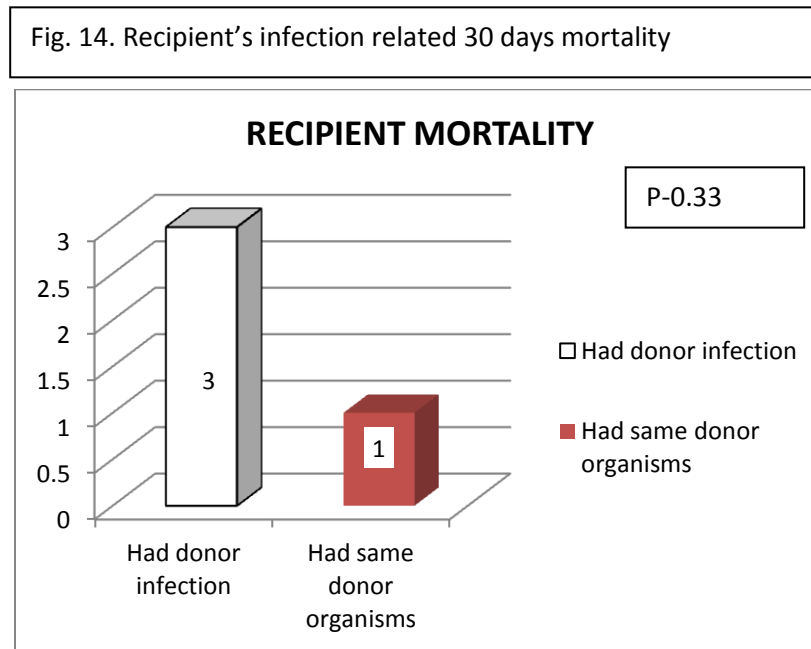 Fig. 14. Recipient’s infection related 30 days mortality
RECIPIENT MORTALITY
P-0.33
3
2.5
2
1.5
1
0.5
0
3
1
Had donor
infection
Had same
donor
organisms
Had donor infection
Had same donor
organisms